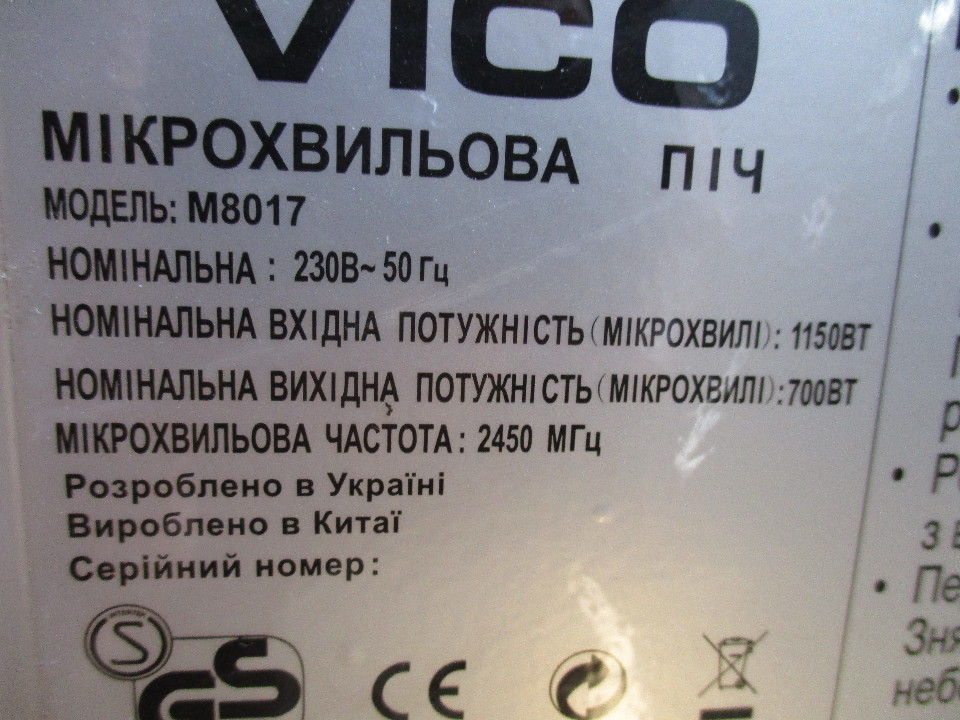 VICO
МІКРОХВИЛЬОВА ПІЧ
МОДЕЛЬ: M8017
НОМІНАЛЬНА : 230В~ 50 Гц
НОМІНАЛЬНА ВХІДНА ПОТУЖНІСТЬ (МІКРОХВИЛІ): 1150ВТ
НОМІНАЛЬНА ВИХІДНА ПОТУЖНІСТЬ (МІКРОХВИЛІ):700ВТ
МІКРОХВИЛЬОВА ЧАСТОТА: 2450 МГц
Розроблено в Україні
Вироблено в Китаї
Серійний номер:
S
GS
CE
з